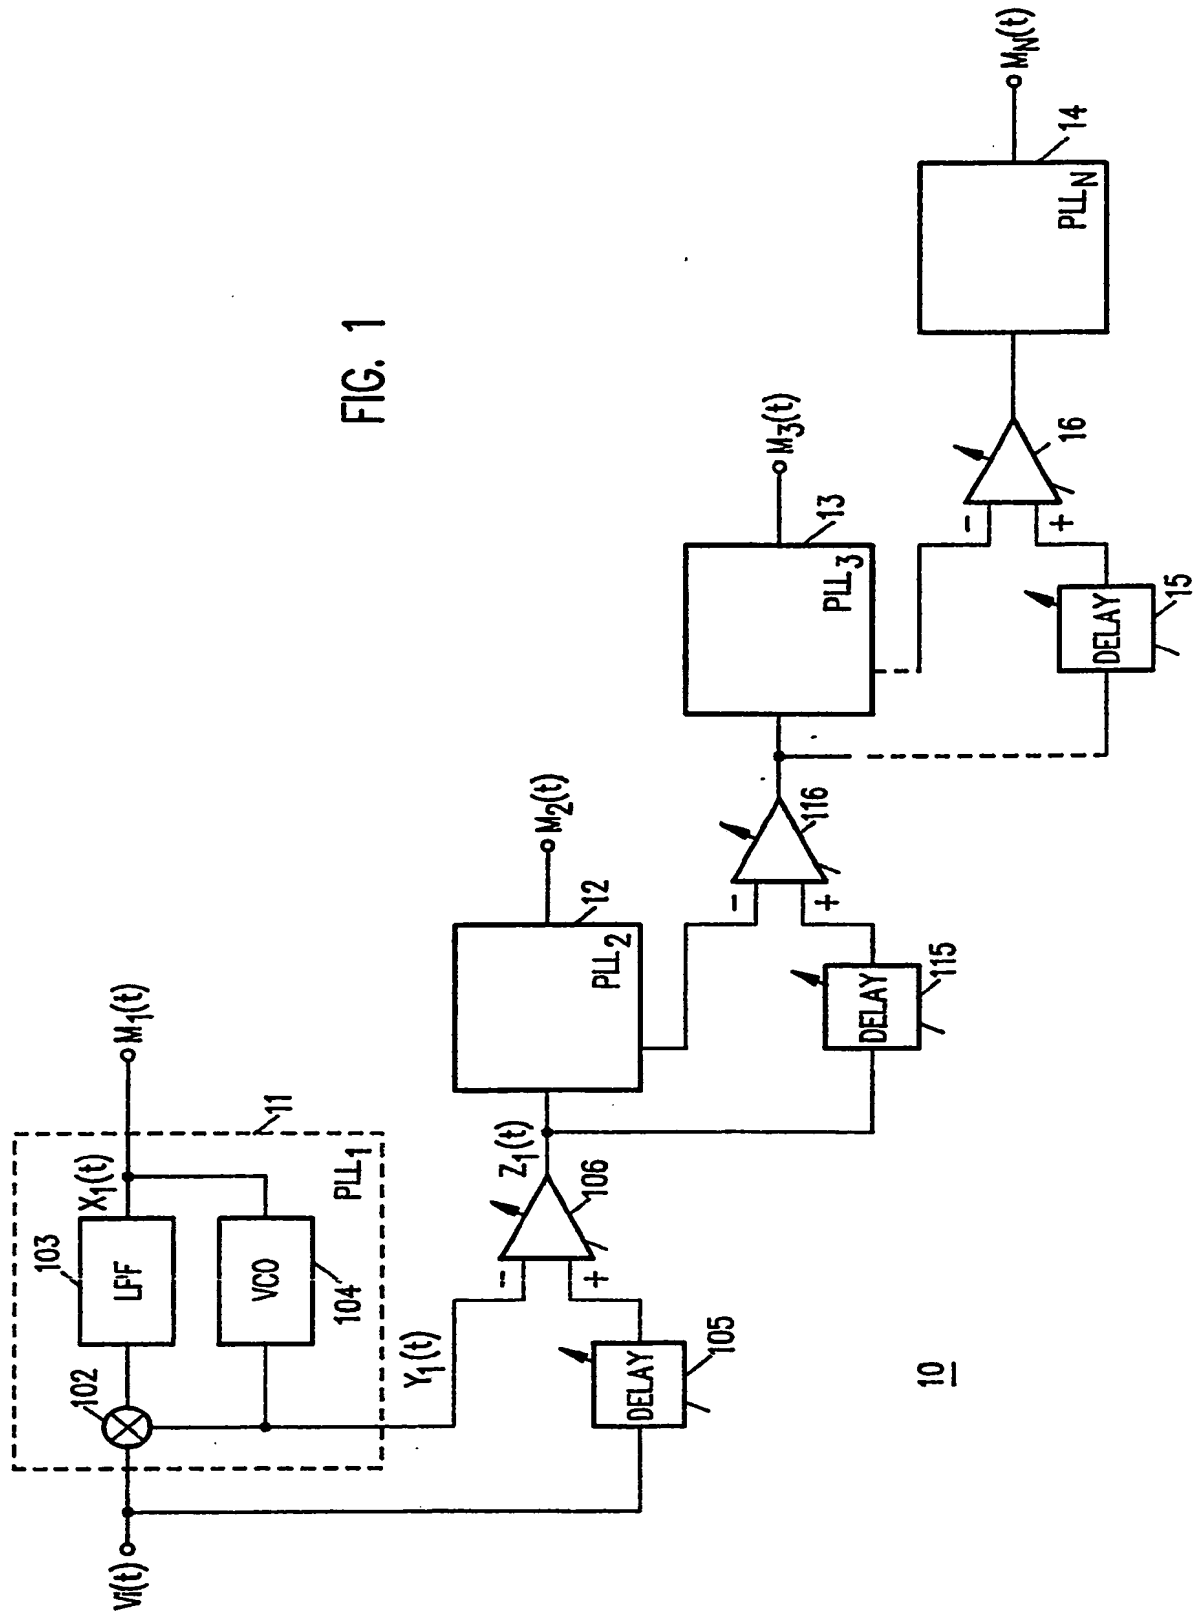 FIG. 1
Vi(t)
102
103
LPF
X1(t)
M1(t)
VCO
104
PLL1
11
Y1(t)
DELAY
105
-
+
106
Z1(t)
PLL2
12
M2(t)
DELAY
115
-
+
116
PLL3
13
M3(t)
DELAY
15
-
+
16
PLLN
14
MN(t)
10